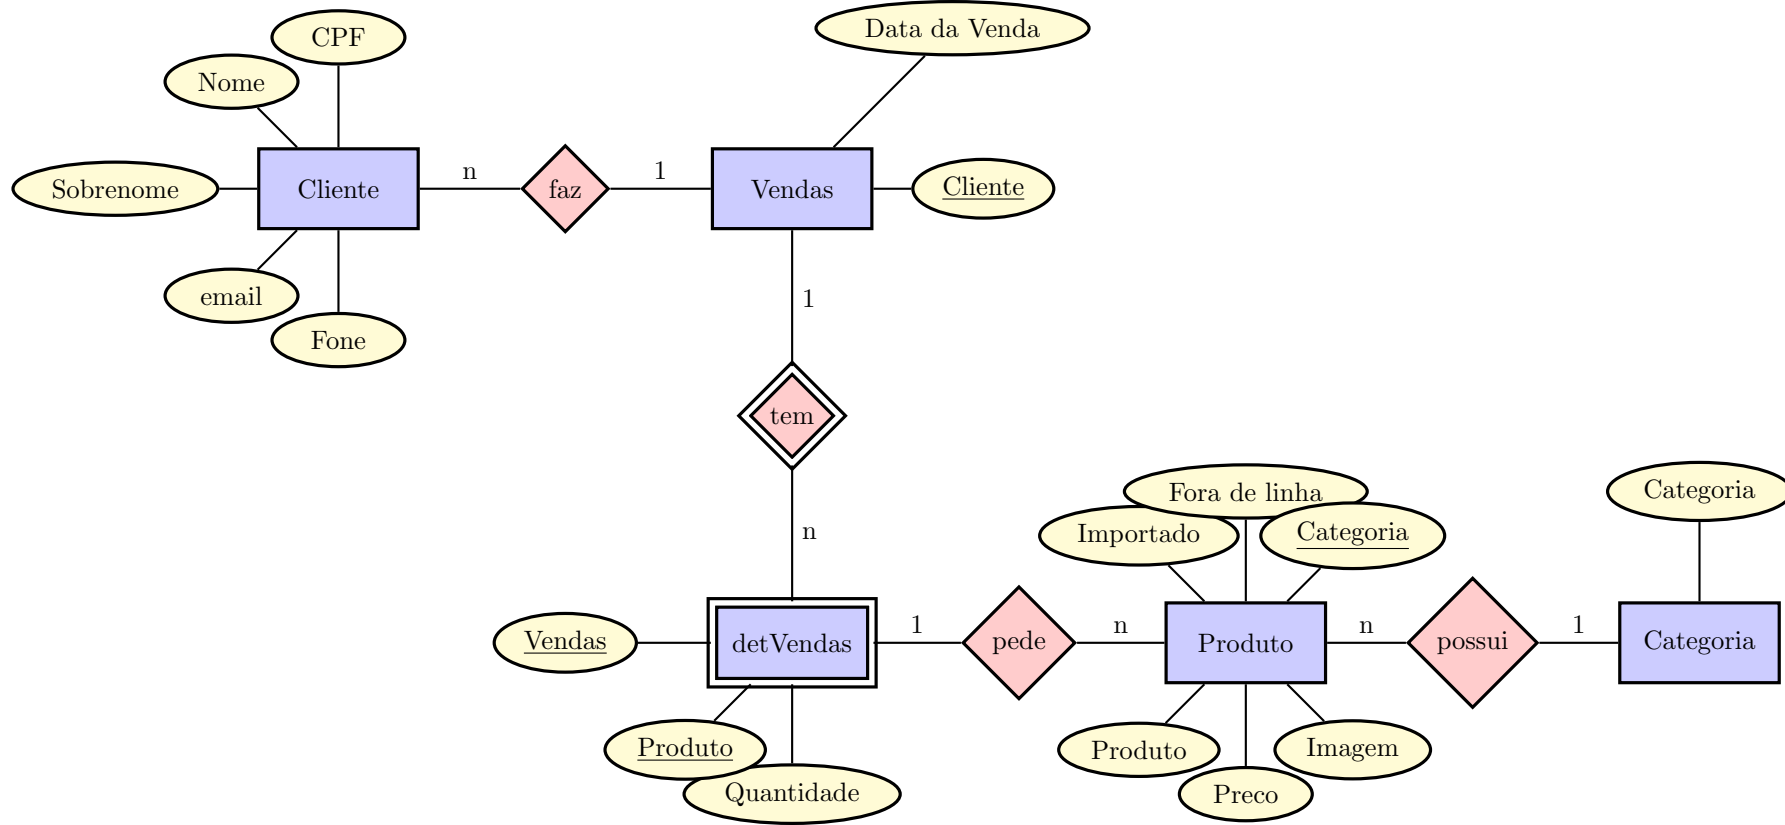 Data da Venda
CPF
Nome
Sobrenome
Cliente
n
faz
1
Vendas
Cliente
email
Fone
1
tem
n
Fora de linha
Importado
Categoria
Categoria
Vendas
detVendas
1
pede
n
Produto
n
possui
1
Categoria
Produto
Quantidade
Produto
Preco
Imagem